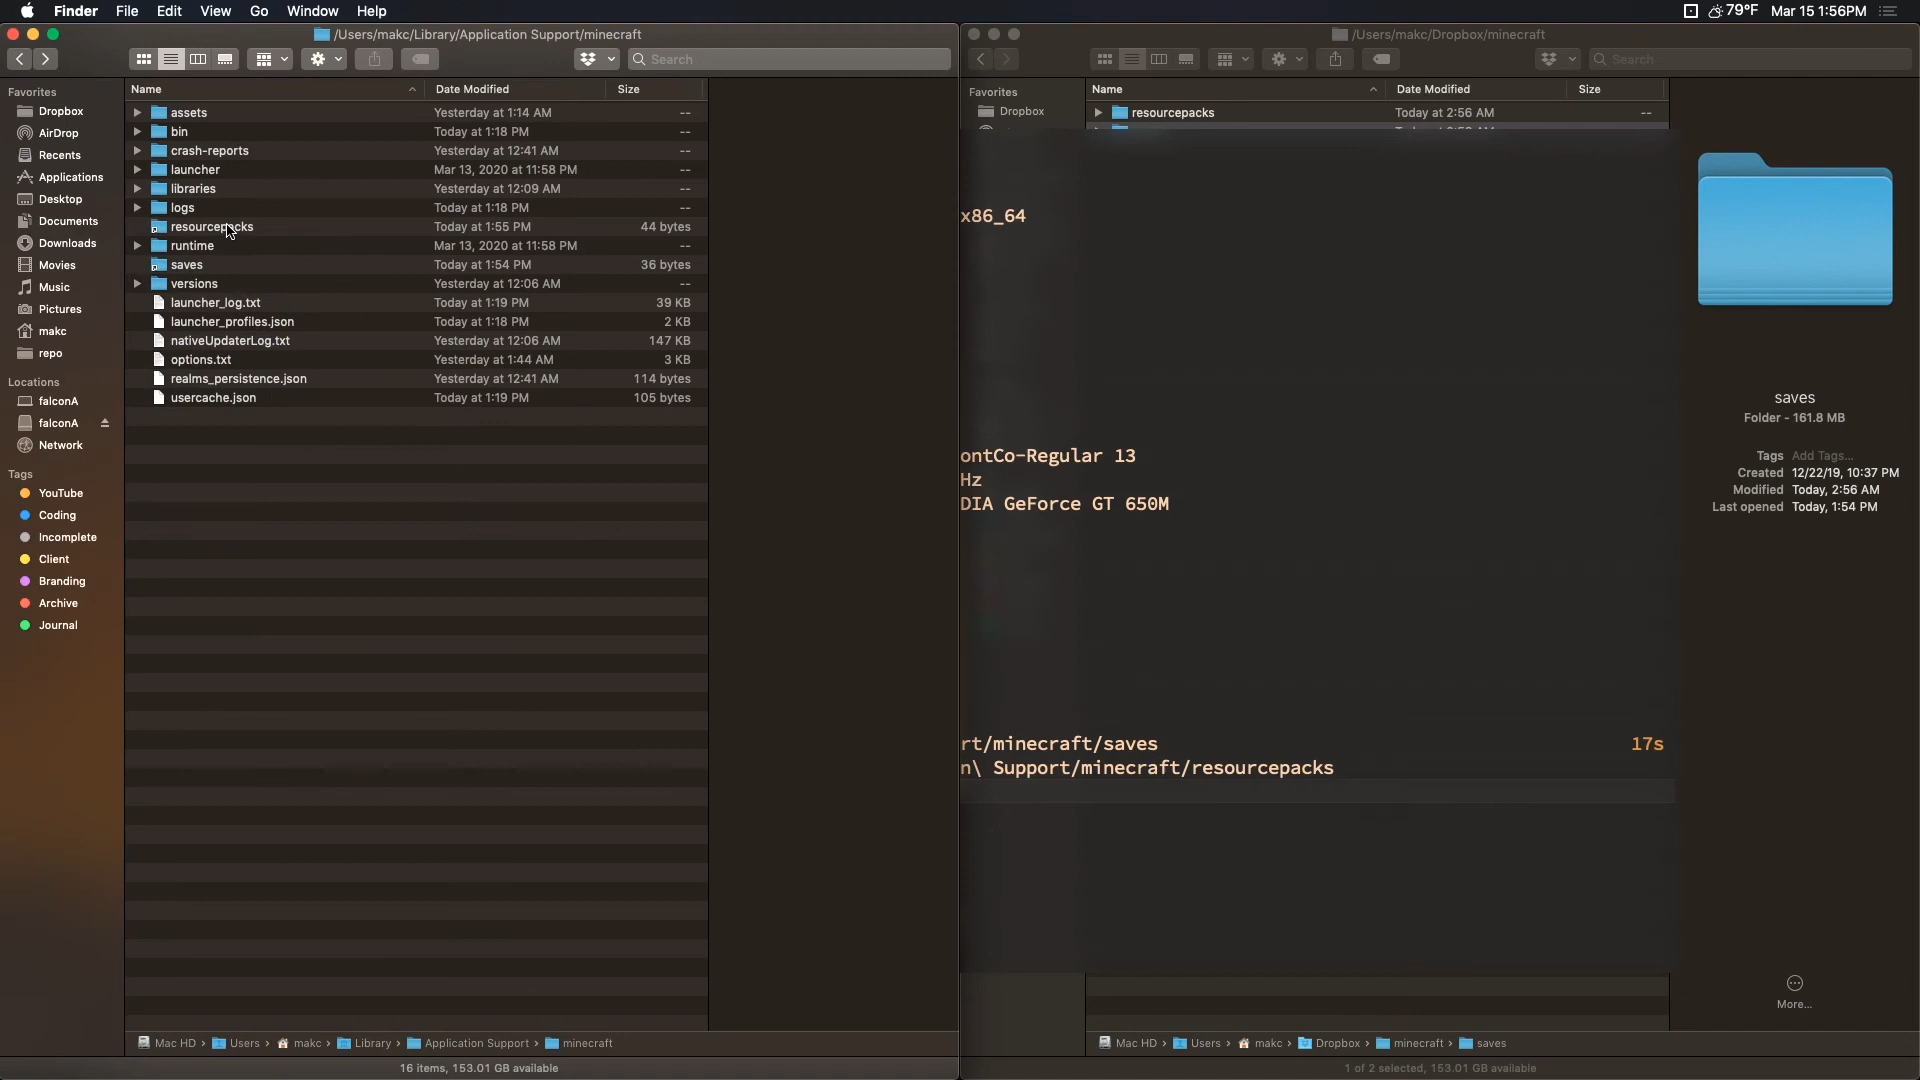 Finder File Edit View Go Window Help
79°F Mar 15 1:56PM
/Users/makc/Library/Application Support/minecraft
Search
Favorites
Dropbox
AirDrop
Recents
Applications
Desktop
Documents
Downloads
Movies
Music
Pictures
makc
repo
Locations
falconA
falconA
Network
Tags
YouTube
Coding
Incomplete
Client
Branding
Archive
Journal
Name Date Modified Size
assets Yesterday at 1:14 AM --
bin Today at 1:18 PM --
crash-reports Yesterday at 12:41 AM --
launcher Mar 13, 2020 at 11:58 PM --
libraries Yesterday at 12:09 AM --
logs Today at 1:18 PM --
resourcepacks Today at 1:55 PM 44 bytes
runtime Mar 13, 2020 at 11:58 PM --
saves Today at 1:54 PM 36 bytes
versions Yesterday at 12:06 AM --
launcher_log.txt Today at 1:19 PM 39 KB
launcher_profiles.json Today at 1:18 PM 2 KB
nativeUpdaterLog.txt Yesterday at 12:06 AM 147 KB
options.txt Yesterday at 1:44 AM 3 KB
realms_persistence.json Yesterday at 12:41 AM 114 bytes
usercache.json Today at 1:19 PM 105 bytes
Mac HD › Users › makc › Library › Application Support › minecraft
16 items, 153.01 GB available
/Users/makc/Dropbox/minecraft
Search
Favorites
Dropbox
Name Date Modified Size
resourcepacks Today at 2:56 AM --
x86_64
ontCo-Regular 13
Hz
DIA GeForce GT 650M
rt/minecraft/saves 17s
n\ Support/minecraft/resourcepacks
saves
Folder - 161.8 MB
Tags Add Tags...
Created 12/22/19, 10:37 PM
Modified Today, 2:56 AM
Last opened Today, 1:54 PM
More...
Mac HD › Users › makc › Dropbox › minecraft › saves
1 of 2 selected, 153.01 GB available